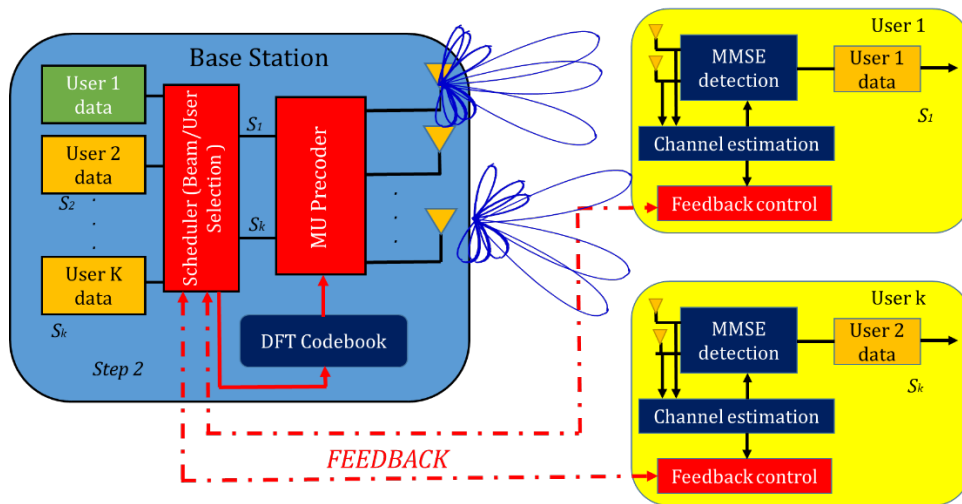 Base Station
User 1
data
User 2
data
S2
User K
data
Sk
Step 2
Scheduler (Beam/User
Selection )
S1
Sk
MU Precoder
DFT Codebook
FEEDBACK
User 1
MMSE
detection
User 1
data
S1
Channel estimation
Feedback control
User k
MMSE
detection
User 2
data
Sk
Channel estimation
Feedback control